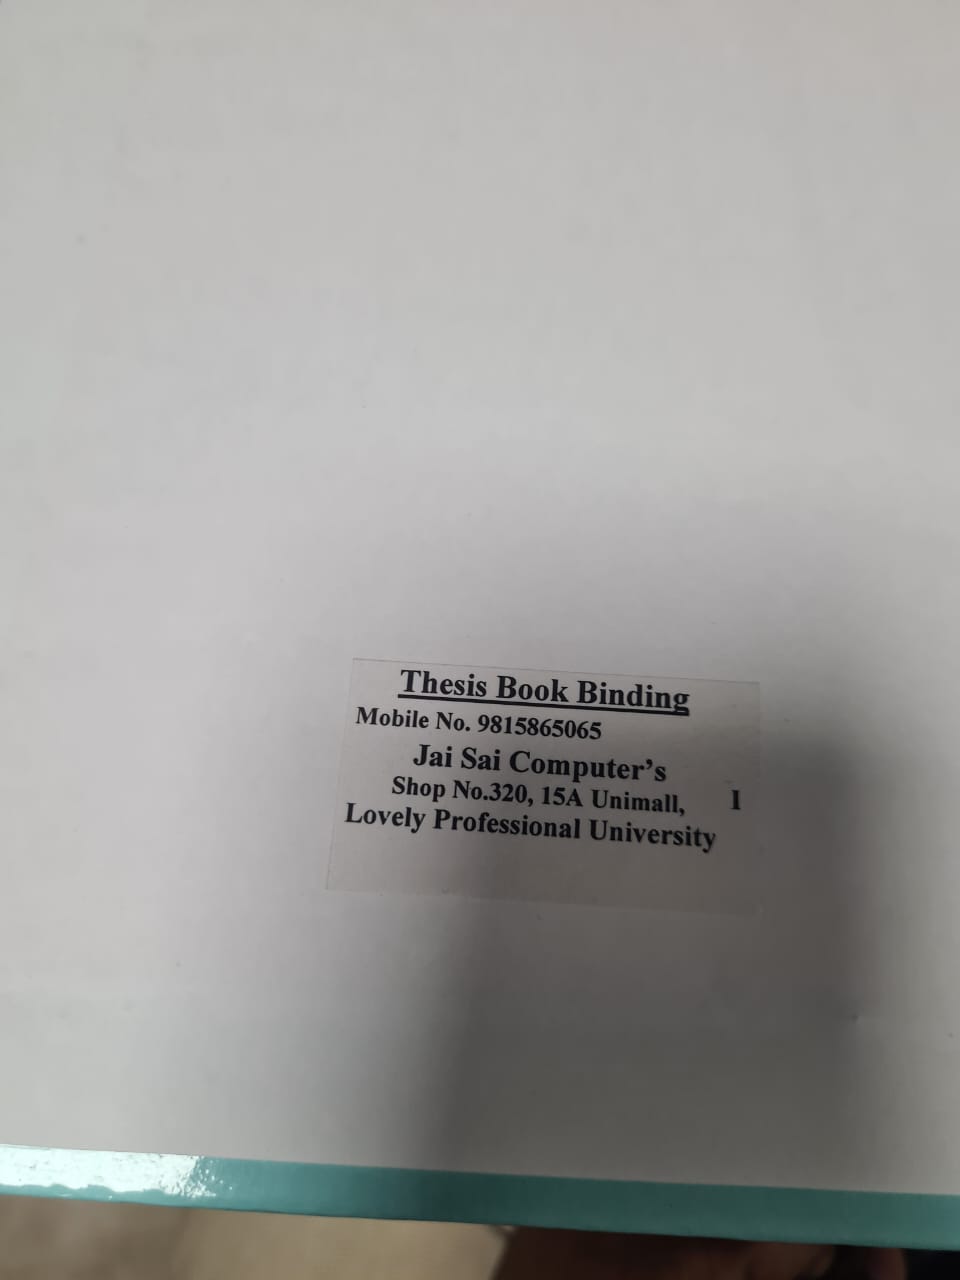 Thesis Book Binding
Mobile No. 9815865065
Jai Sai Computer's
Shop No.320, 15A Unimall, I
Lovely Professional University